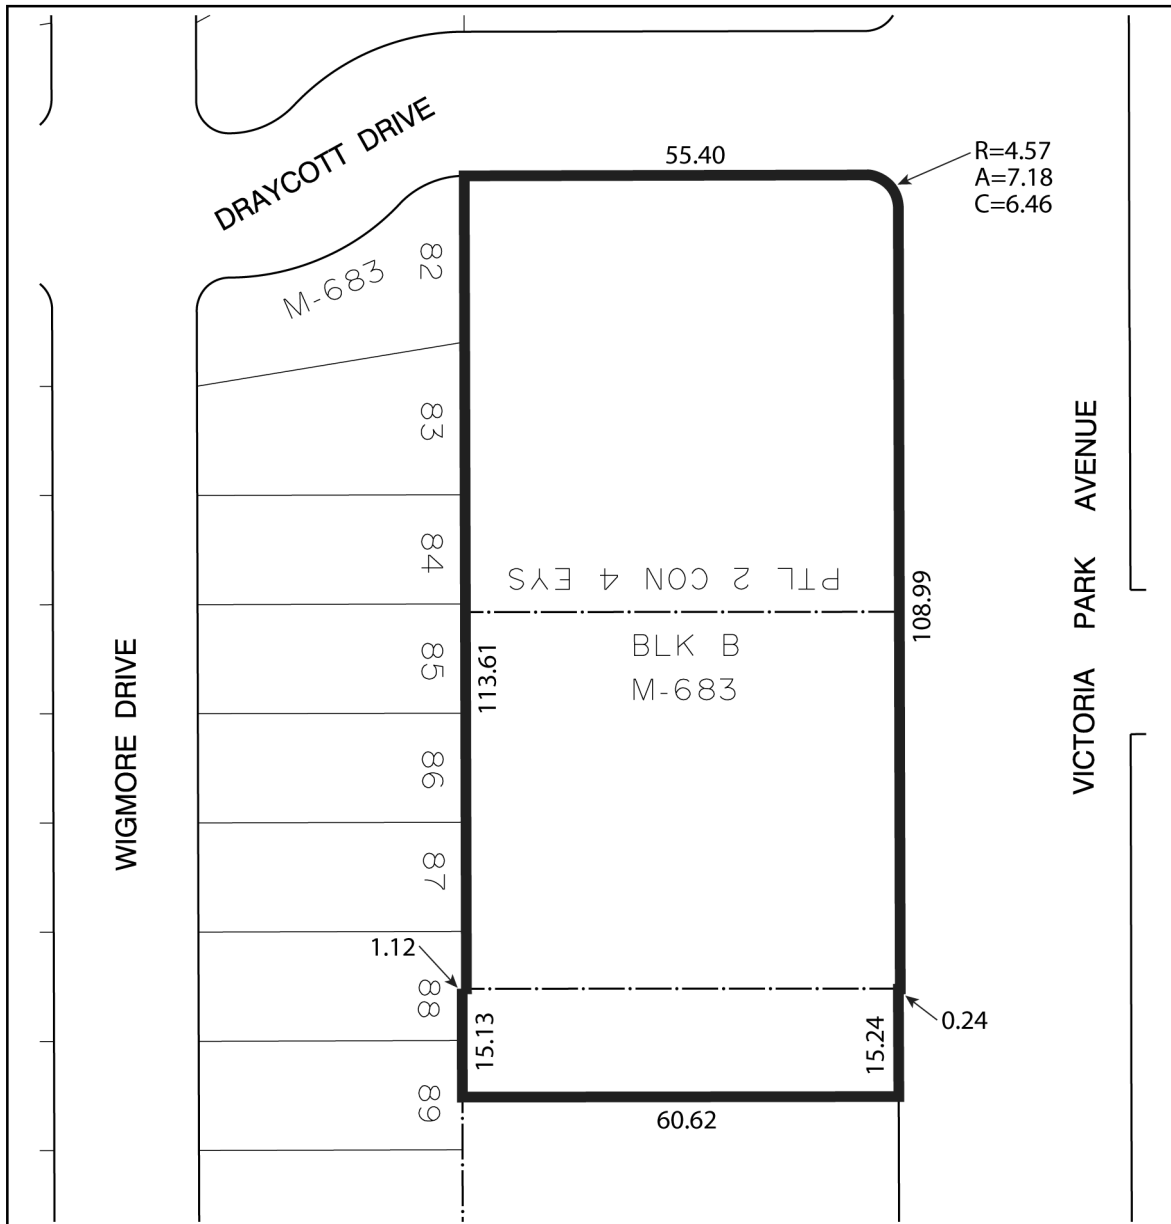 55.40
R=4.57
A=7.18
C=6.46
DRAYCOTT DRIVE
82
M-683
83
84
PTL 2 CON 4 EYS
BLK B
M-683
113.61
108.99
VICTORIA PARK AVENUE
WIGMORE DRIVE
85
86
87
1.12
88
0.24
15.13
15.24
89
60.62